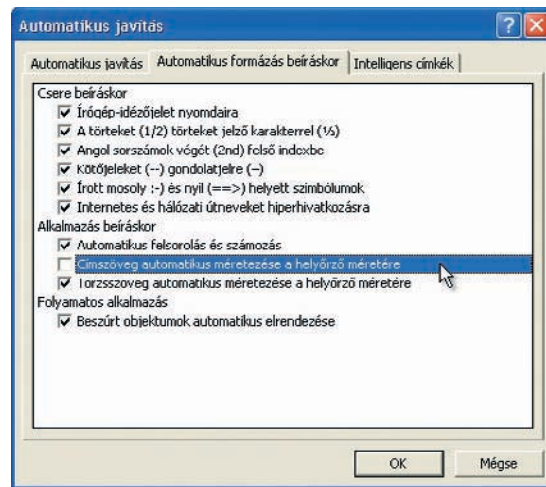 Automatikus javítás
Automatikus javítás Automatikus formázás beíráskor Intelligens címkék
Csere beíráskor
Írógép-idézőjelet nyomdaira
A törteket (1/2) törteket jelző karakterrel (½)
Angol sorszámok végét (2nd) felső indexbe
Kötőjeleket (--) gondolatjelre (–)
Írott mosoly :-) és nyíl (==>) helyett szimbólumok
Internetes és hálózati útneveket hiperhivatkozásra
Alkalmazás beíráskor
Automatikus felsorolás és számozás
Címszöveg automatikus méretezése a helyőrző méretére
Törzsszöveg automatikus méretezése a helyőrző méretére
Folyamatos alkalmazás
Beszúrt objektumok automatikus elrendezése
OK Mégse